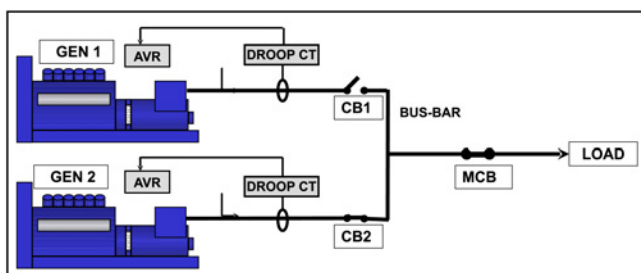 GEN 1
AVR
DROOP CT
CB1
BUS-BAR
MCB
LOAD
GEN 2
AVR
DROOP CT
CB2